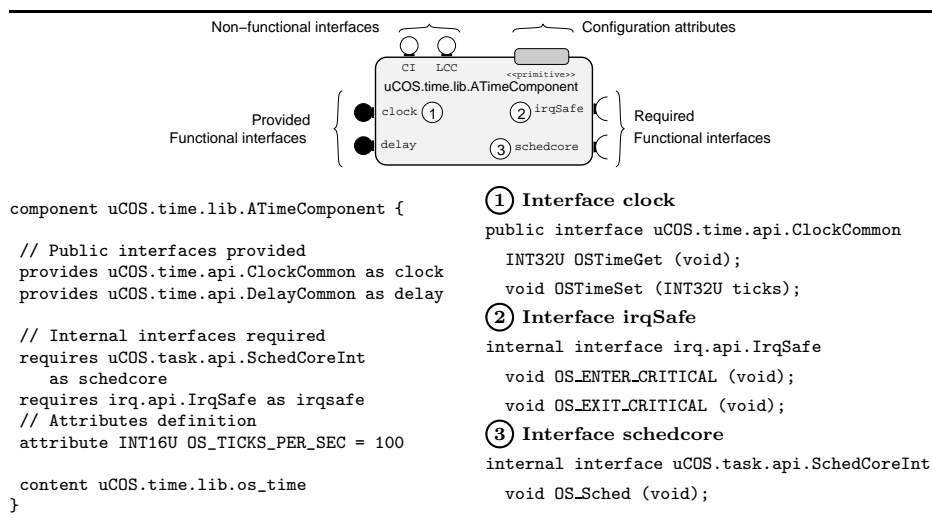 Non−functional interfaces
Configuration attributes
CI LCC
<<primitive>>
uCOS.time.lib.ATimeComponent
Provided
Functional interfaces
clock 1
delay
2 irqSafe
3 schedcore
Required
Functional interfaces
component uCOS.time.lib.ATimeComponent {
// Public interfaces provided
provides uCOS.time.api.ClockCommon as clock
provides uCOS.time.api.DelayCommon as delay
// Internal interfaces required
requires uCOS.task.api.SchedCoreInt
as schedcore
requires irq.api.IrqSafe as irqsafe
// Attributes definition
attribute INT16U OS_TICKS_PER_SEC = 100
content uCOS.time.lib.os_time
}
1 Interface clock
public interface uCOS.time.api.ClockCommon
INT32U OSTimeGet (void);
void OSTimeSet (INT32U ticks);
2 Interface irqSafe
internal interface irq.api.IrqSafe
void OS_ENTER_CRITICAL (void);
void OS_EXIT_CRITICAL (void);
3 Interface schedcore
internal interface uCOS.task.api.SchedCoreInt
void OS_Sched (void);